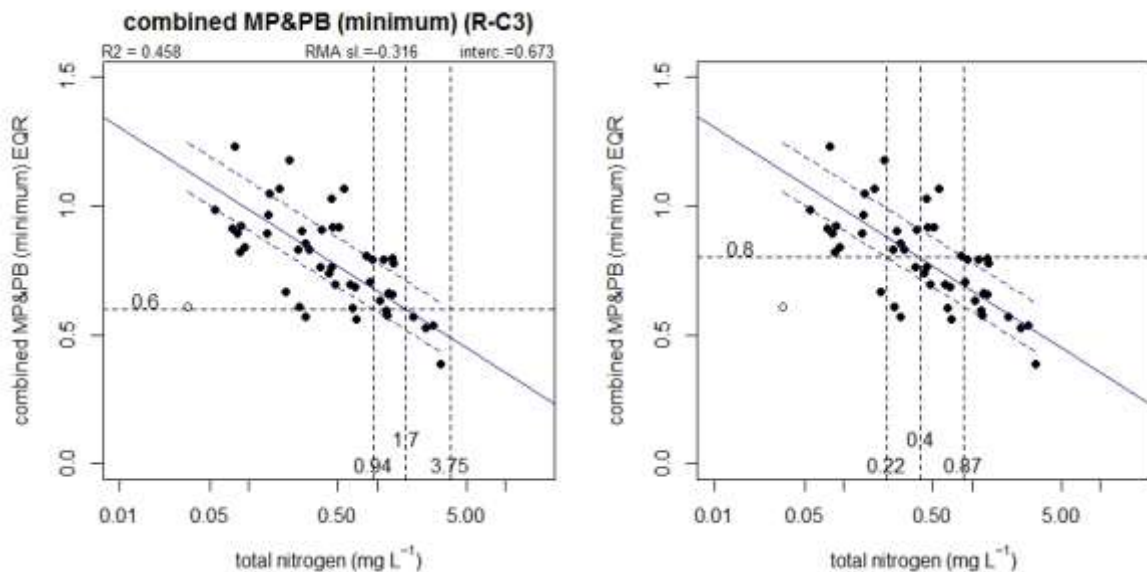 combined MP&PB (minimum) (R-C3)
R2 = 0.458 RMA sl.=-0.316 interc.=0.673
combined MP&PB (minimum) EQR
1.5
1.0
0.5
0.0
0.6
1.7
0.94 3.75
0.01 0.05 0.50 5.00
total nitrogen (mg L⁻¹)
combined MP&PB (minimum) EQR
1.5
1.0
0.5
0.0
0.8
0.4
0.22 0.87
0.01 0.05 0.50 5.00
total nitrogen (mg L⁻¹)